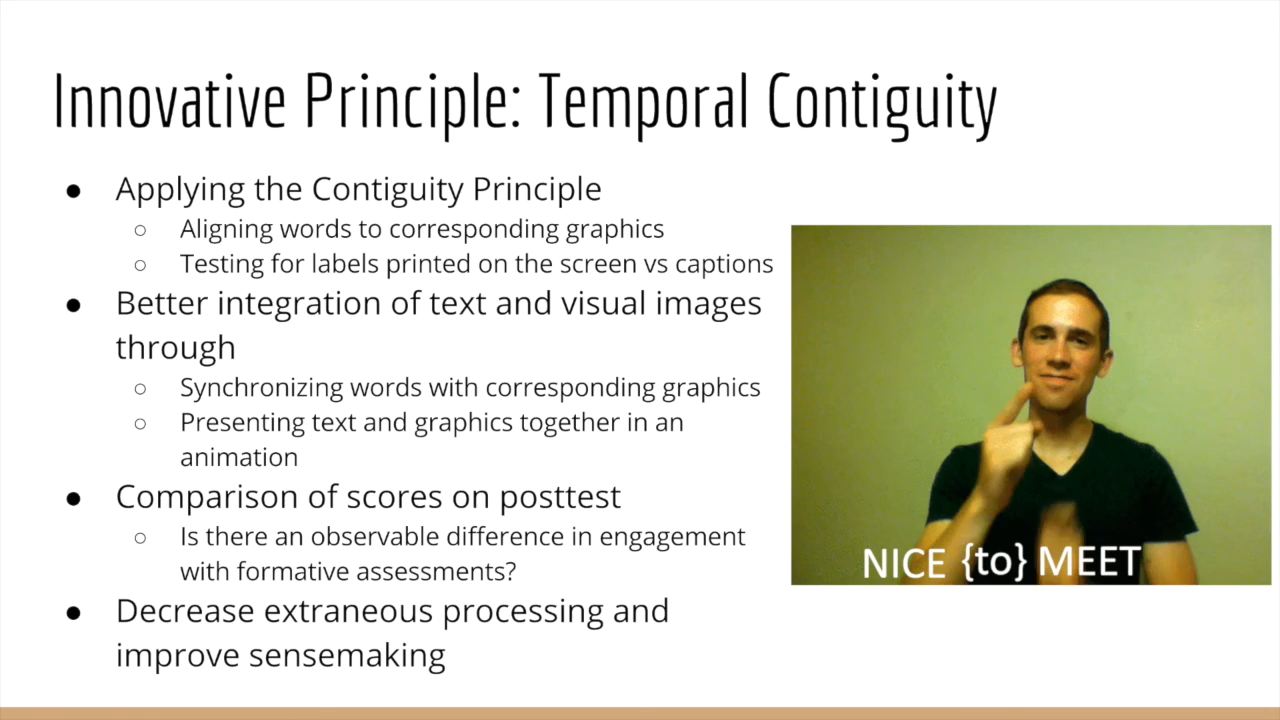 Innovative Principle: Temporal Contiguity
● Applying the Contiguity Principle
○ Aligning words to corresponding graphics
○ Testing for labels printed on the screen vs captions
● Better integration of text and visual images
through
○ Synchronizing words with corresponding graphics
○ Presenting text and graphics together in an
animation
● Comparison of scores on posttest
○ Is there an observable difference in engagement
with formative assessments?
● Decrease extraneous processing and
improve sensemaking
NICE {to} MEET